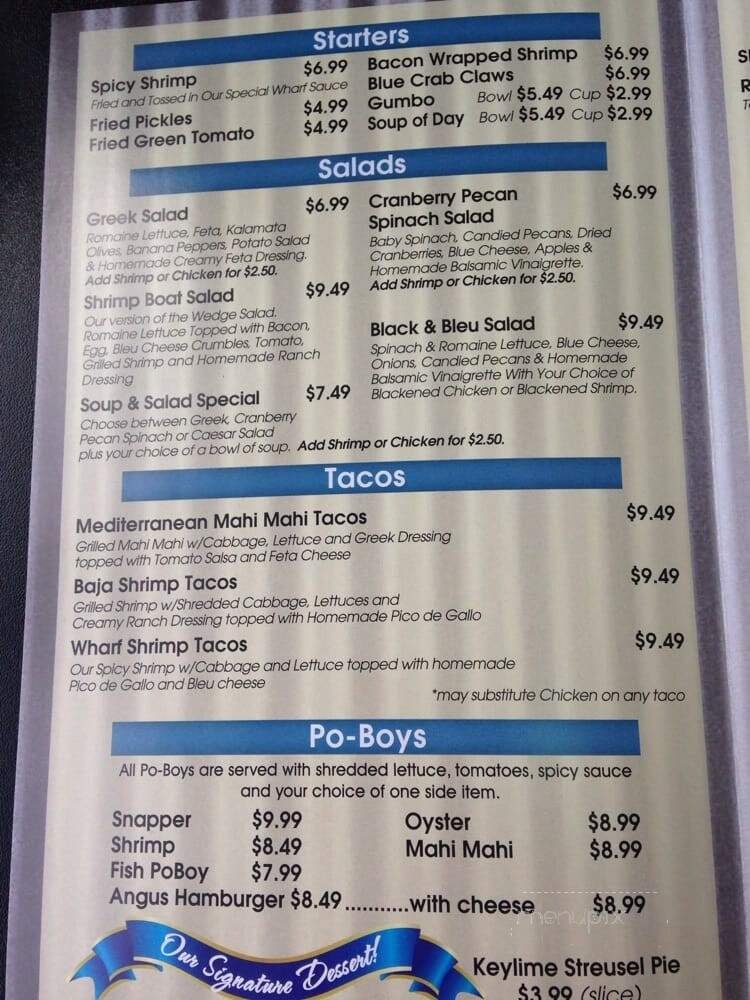 Starters
Spicy Shrimp $6.99
Fried and Tossed in Our Special Wharf Sauce
Fried Pickles $4.99
Fried Green Tomato $4.99
Bacon Wrapped Shrimp $6.99
Blue Crab Claws $6.99
Gumbo Bowl $5.49 Cup $2.99
Soup of Day Bowl $5.49 Cup $2.99
Salads
Greek Salad $6.99
Romaine Lettuce, Feta, Kalamata
Olives, Banana Peppers, Potato Salad
& Homemade Creamy Feta Dressing.
Add Shrimp or Chicken for $2.50.
Shrimp Boat Salad $9.49
Our version of the Wedge Salad.
Romaine Lettuce Topped with Bacon,
Egg, Bleu Cheese Crumbles, Tomato,
Grilled Shrimp and Homemade Ranch
Dressing
Soup & Salad Special $7.49
Choose between Greek, Cranberry
Pecan Spinach or Caesar Salad
plus your choice of a bowl of soup. Add Shrimp or Chicken for $2.50.
Cranberry Pecan $6.99
Spinach Salad
Baby Spinach, Candied Pecans, Dried
Cranberries, Blue Cheese, Apples &
Homemade Balsamic Vinaigrette.
Add Shrimp or Chicken for $2.50.
Black & Bleu Salad $9.49
Spinach & Romaine Lettuce, Blue Cheese,
Onions, Candied Pecans & Homemade
Balsamic Vinaigrette With Your Choice of
Blackened Chicken or Blackened Shrimp.
Tacos
Mediterranean Mahi Mahi Tacos $9.49
Grilled Mahi Mahi w/Cabbage, Lettuce and Greek Dressing
topped with Tomato Salsa and Feta Cheese
Baja Shrimp Tacos $9.49
Grilled Shrimp w/Shredded Cabbage, Lettuces and
Creamy Ranch Dressing topped with Homemade Pico de Gallo
Wharf Shrimp Tacos $9.49
Our Spicy Shrimp w/Cabbage and Lettuce topped with homemade
Pico de Gallo and Bleu cheese
*may substitute Chicken on any taco
Po-Boys
All Po-Boys are served with shredded lettuce, tomatoes, spicy sauce
and your choice of one side item.
Snapper $9.99 Oyster $8.99
Shrimp $8.49 Mahi Mahi $8.99
Fish PoBoy $7.99
Angus Hamburger $8.49...........with cheese $8.99
menupix
Our Signature Dessert!
Keylime Streusel Pie
$3.99 (slice)